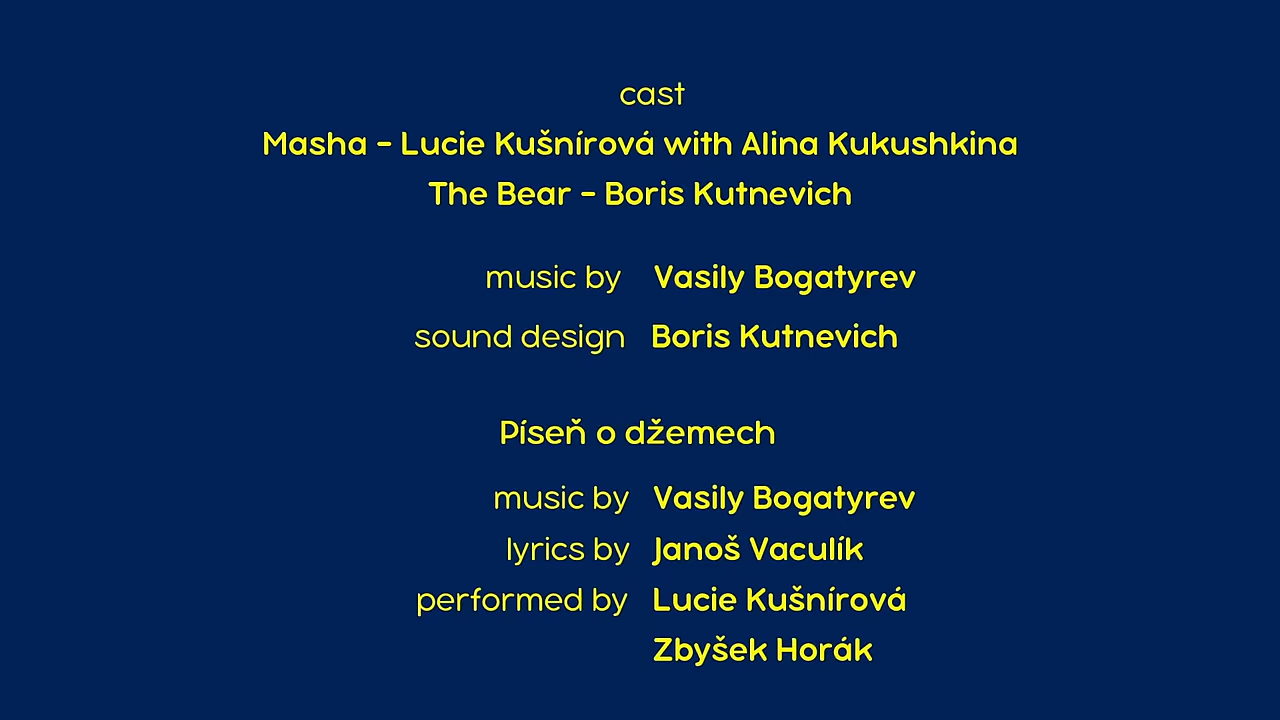 cast
Masha - Lucie Kušnírová with Alina Kukushkina
The Bear - Boris Kutnevich
music by Vasily Bogatyrev
sound design Boris Kutnevich
Píseň o džemech
music by Vasily Bogatyrev
lyrics by Janoš Vaculík
performed by Lucie Kušnírová
Zbyšek Horák